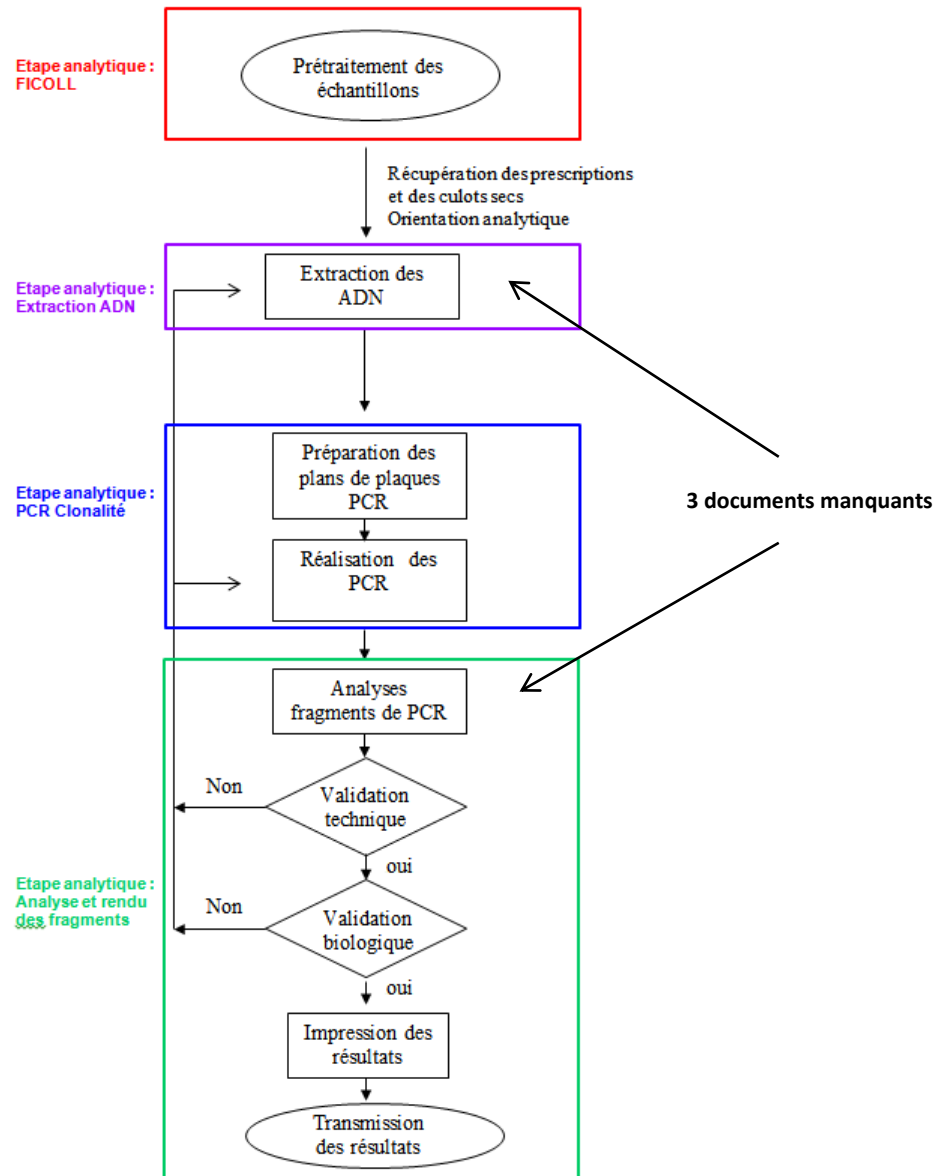 Etape analytique :
FICOLL
Prétraitement des
échantillons
Récupération des prescriptions
et des culots secs
Orientation analytique
Etape analytique :
Extraction ADN
Extraction des
ADN
Etape analytique :
PCR Clonalité
Préparation des
plans de plaques
PCR
Réalisation des
PCR
3 documents manquants
Analyses
fragments de PCR
Non
Validation
technique
oui
Etape analytique :
Analyse et rendu
des fragments
Non
Validation
biologique
oui
Impression des
résultats
Transmission
des résultats